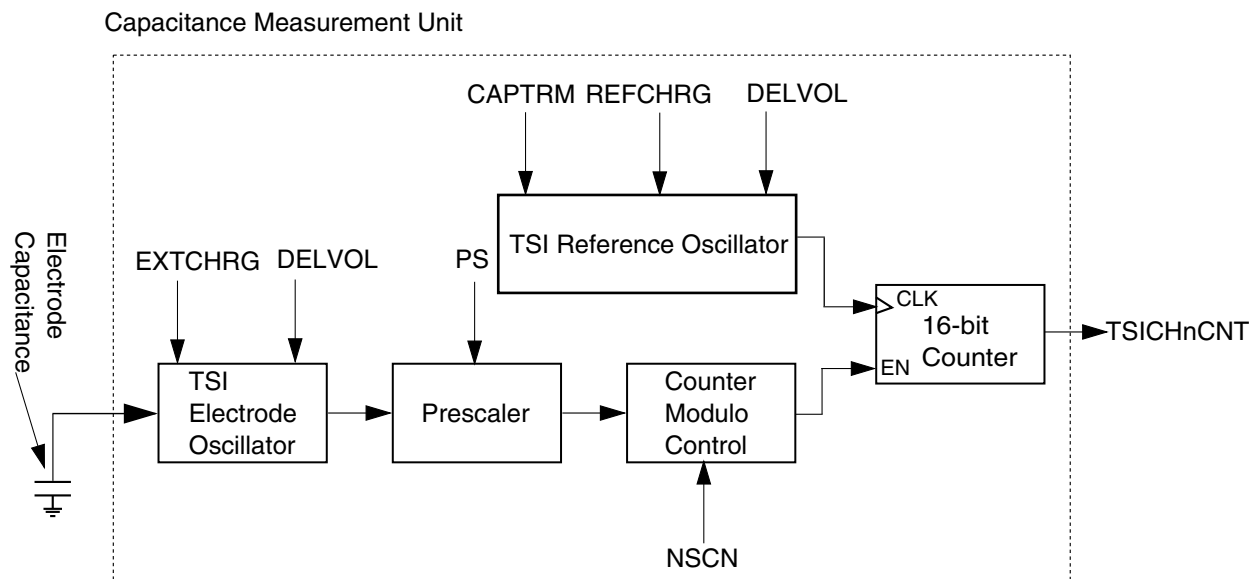 Capacitance Measurement Unit
CAPTRM REFCHRG DELVOL
TSI Reference Oscillator
Electrode
Capacitance
EXTCHRG DELVOL
PS
CLK
16-bit
Counter
EN
TSICHnCNT
TSI
Electrode
Oscillator
Prescaler
Counter
Modulo
Control
NSCN